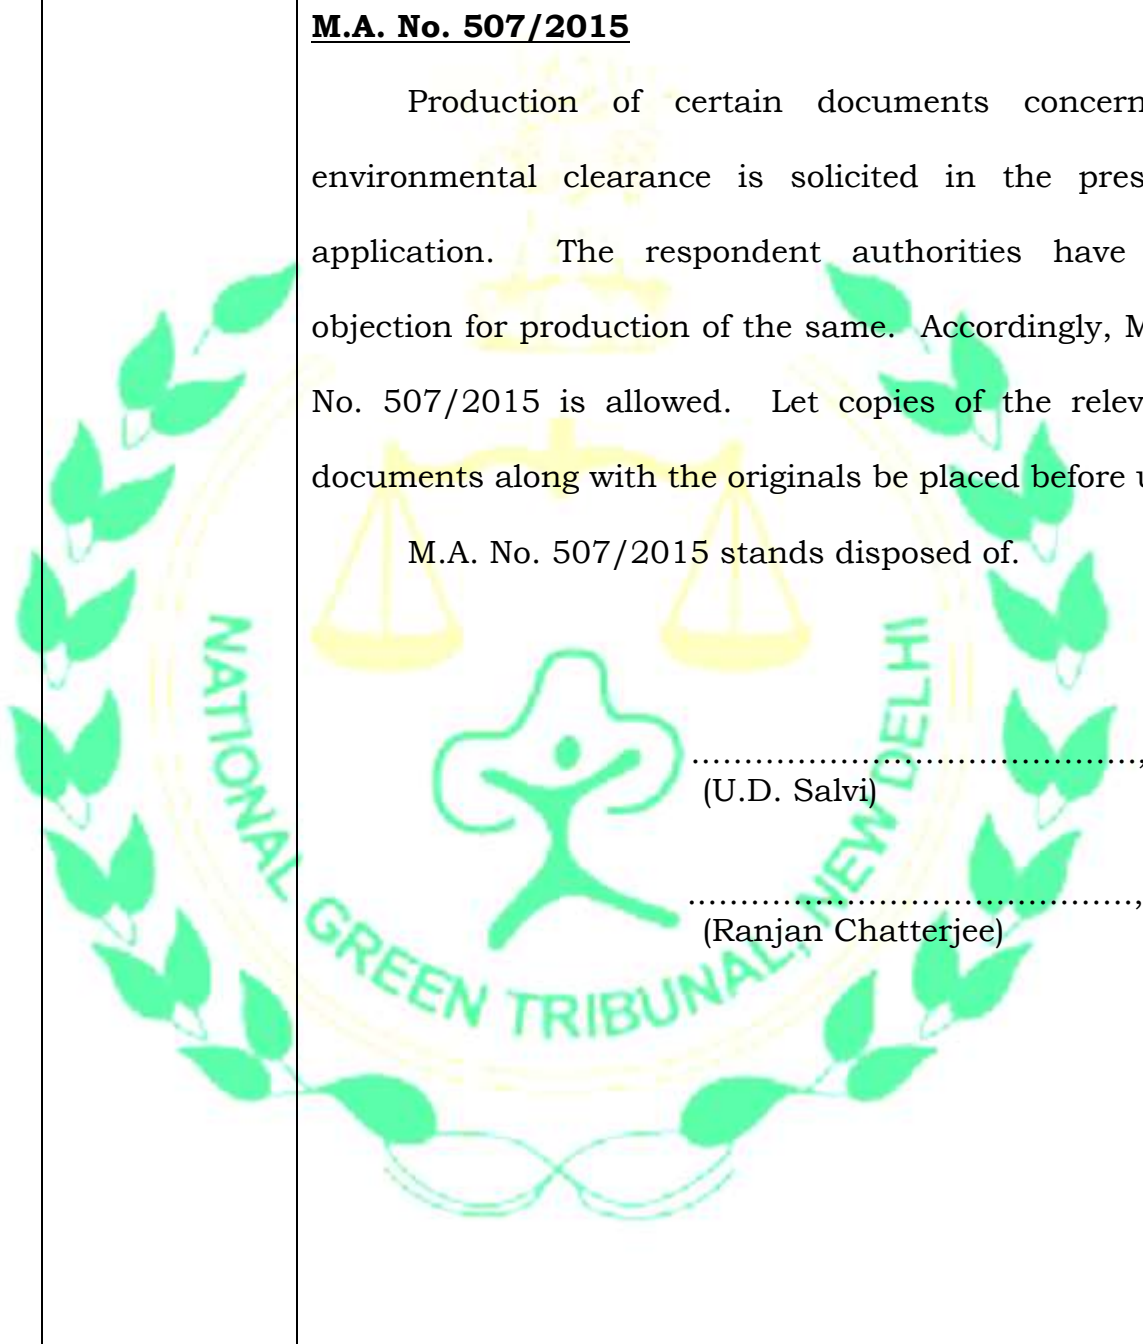 M.A. No. 507/2015
Production of certain documents concern
environmental clearance is solicited in the pres
application. The respondent authorities have
objection for production of the same. Accordingly, M
No. 507/2015 is allowed. Let copies of the relev
documents along with the originals be placed before u
M.A. No. 507/2015 stands disposed of.
……………………………………,
(U.D. Salvi)
……………………………………,
(Ranjan Chatterjee)
NATIONAL GREEN TRIBUNAL, NEW DELHI